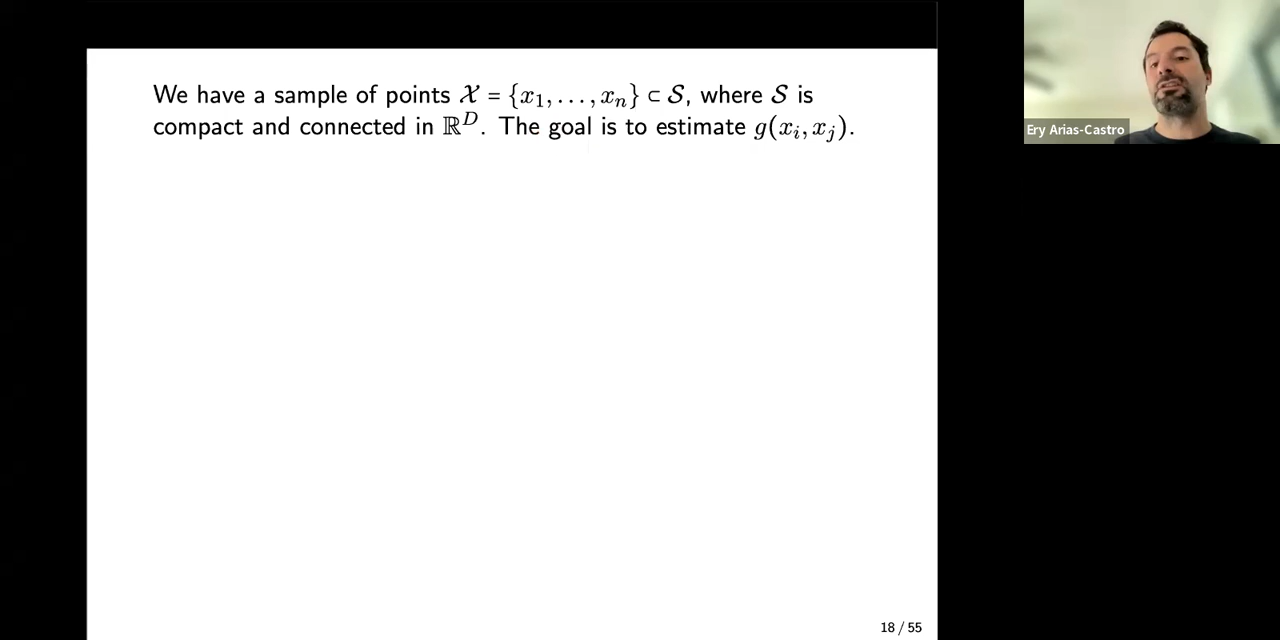 We have a sample of points 𝒳 = {x₁, …, xₙ} ⊂ 𝒮, where 𝒮 is
compact and connected in ℝᴰ. The goal is to estimate g(xᵢ, xⱼ).
Ery Arias-Castro
18 / 55